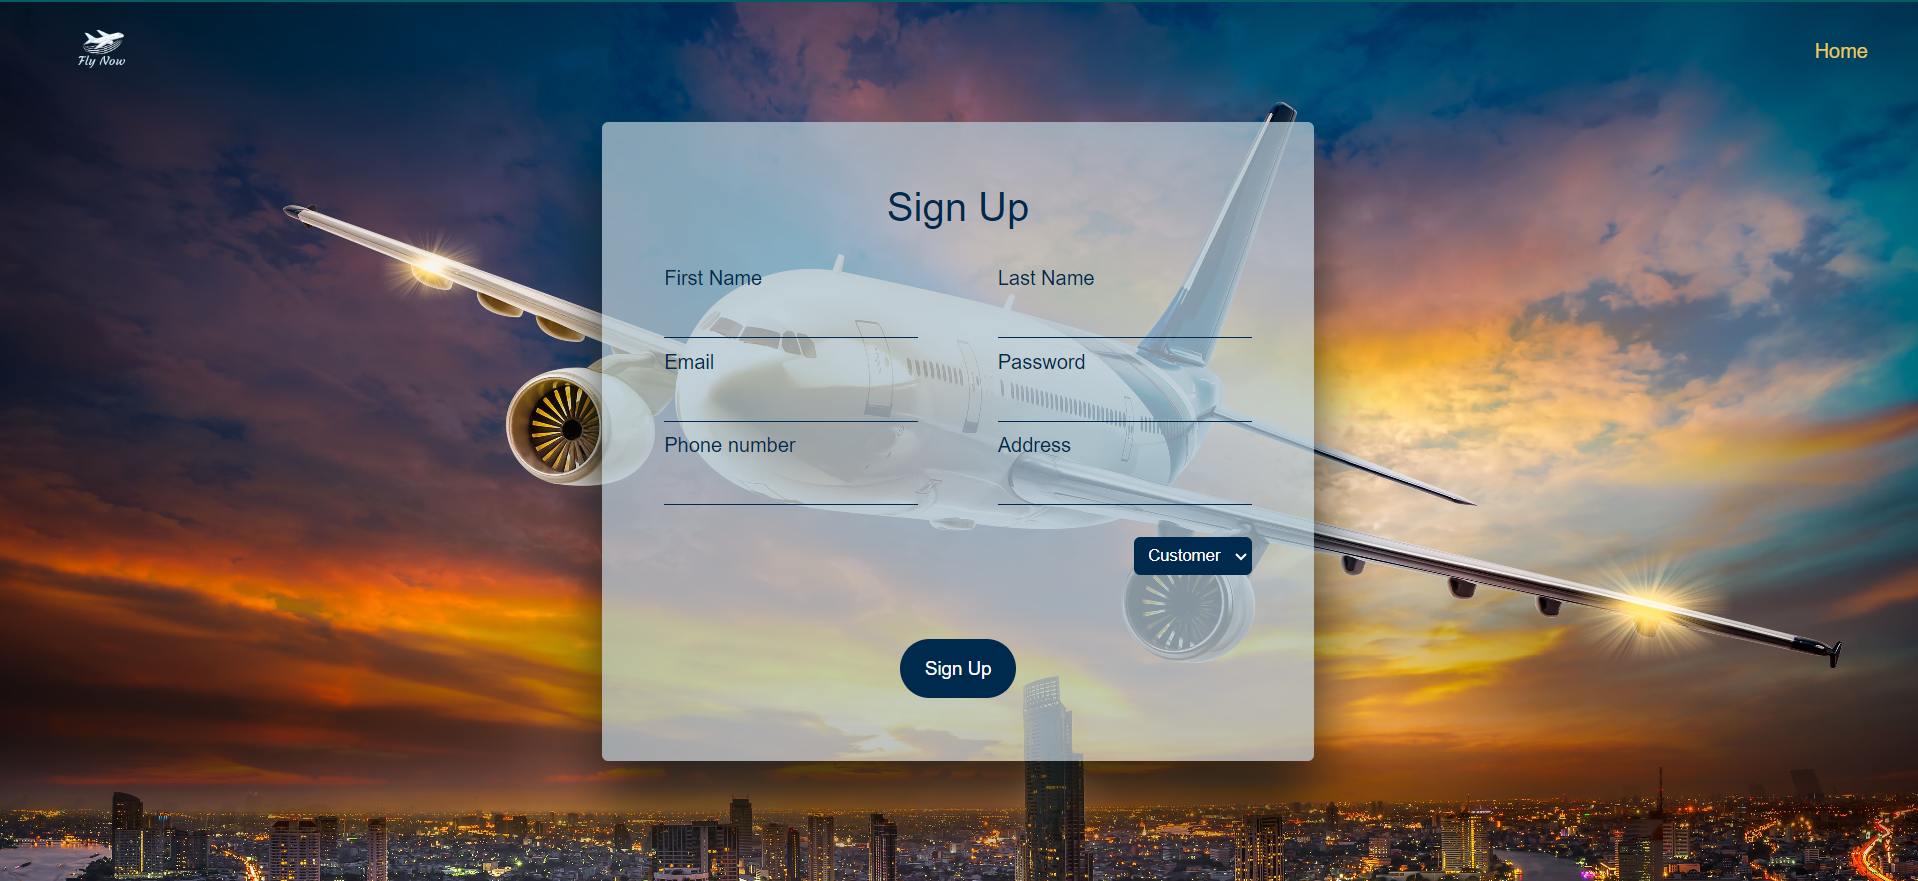 Fly Now
Home
Sign Up
First Name
Last Name
Email
Password
Phone number
Address
Customer
Sign Up